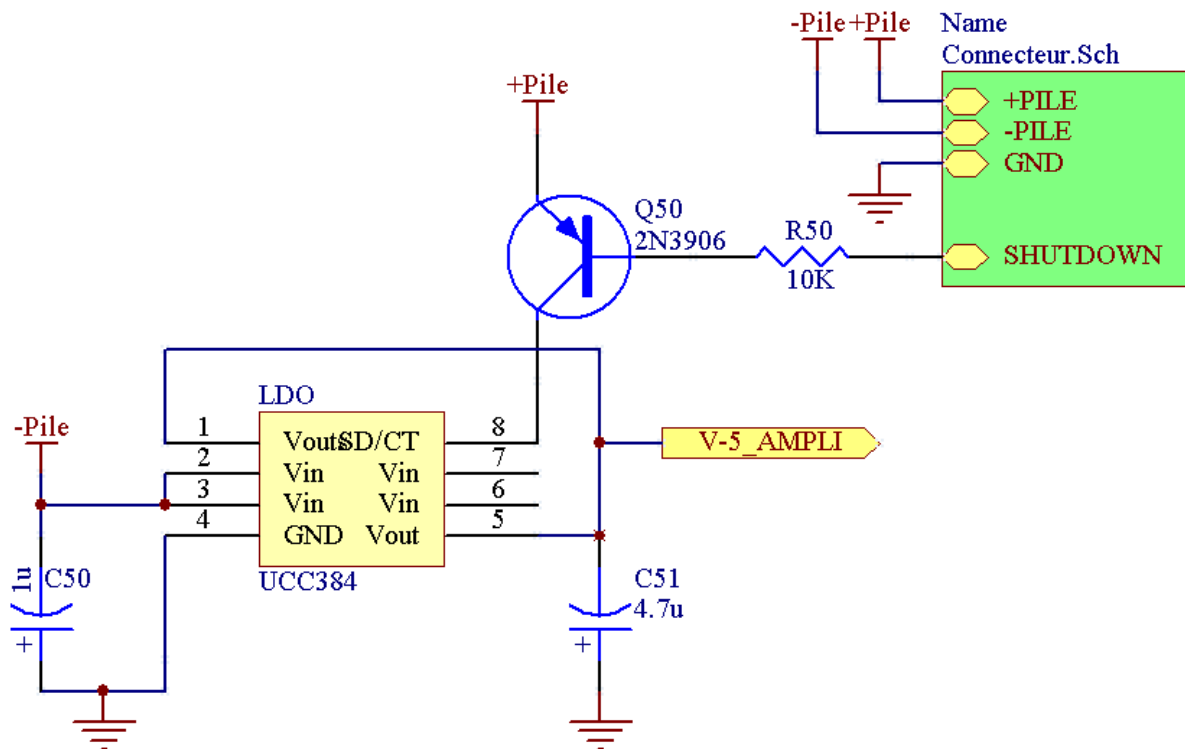 -Pile +Pile
Name
Connecteur.Sch
+PILE
-PILE
GND
SHUTDOWN
+Pile
Q50
2N3906
R50
10K
LDO
-Pile
1 Vouts SD/CT 8
2 Vin Vin 7
3 Vin Vin 6
4 GND Vout 5
UCC384
V-5_AMPLI
1u C50
+
C51
4.7u
+